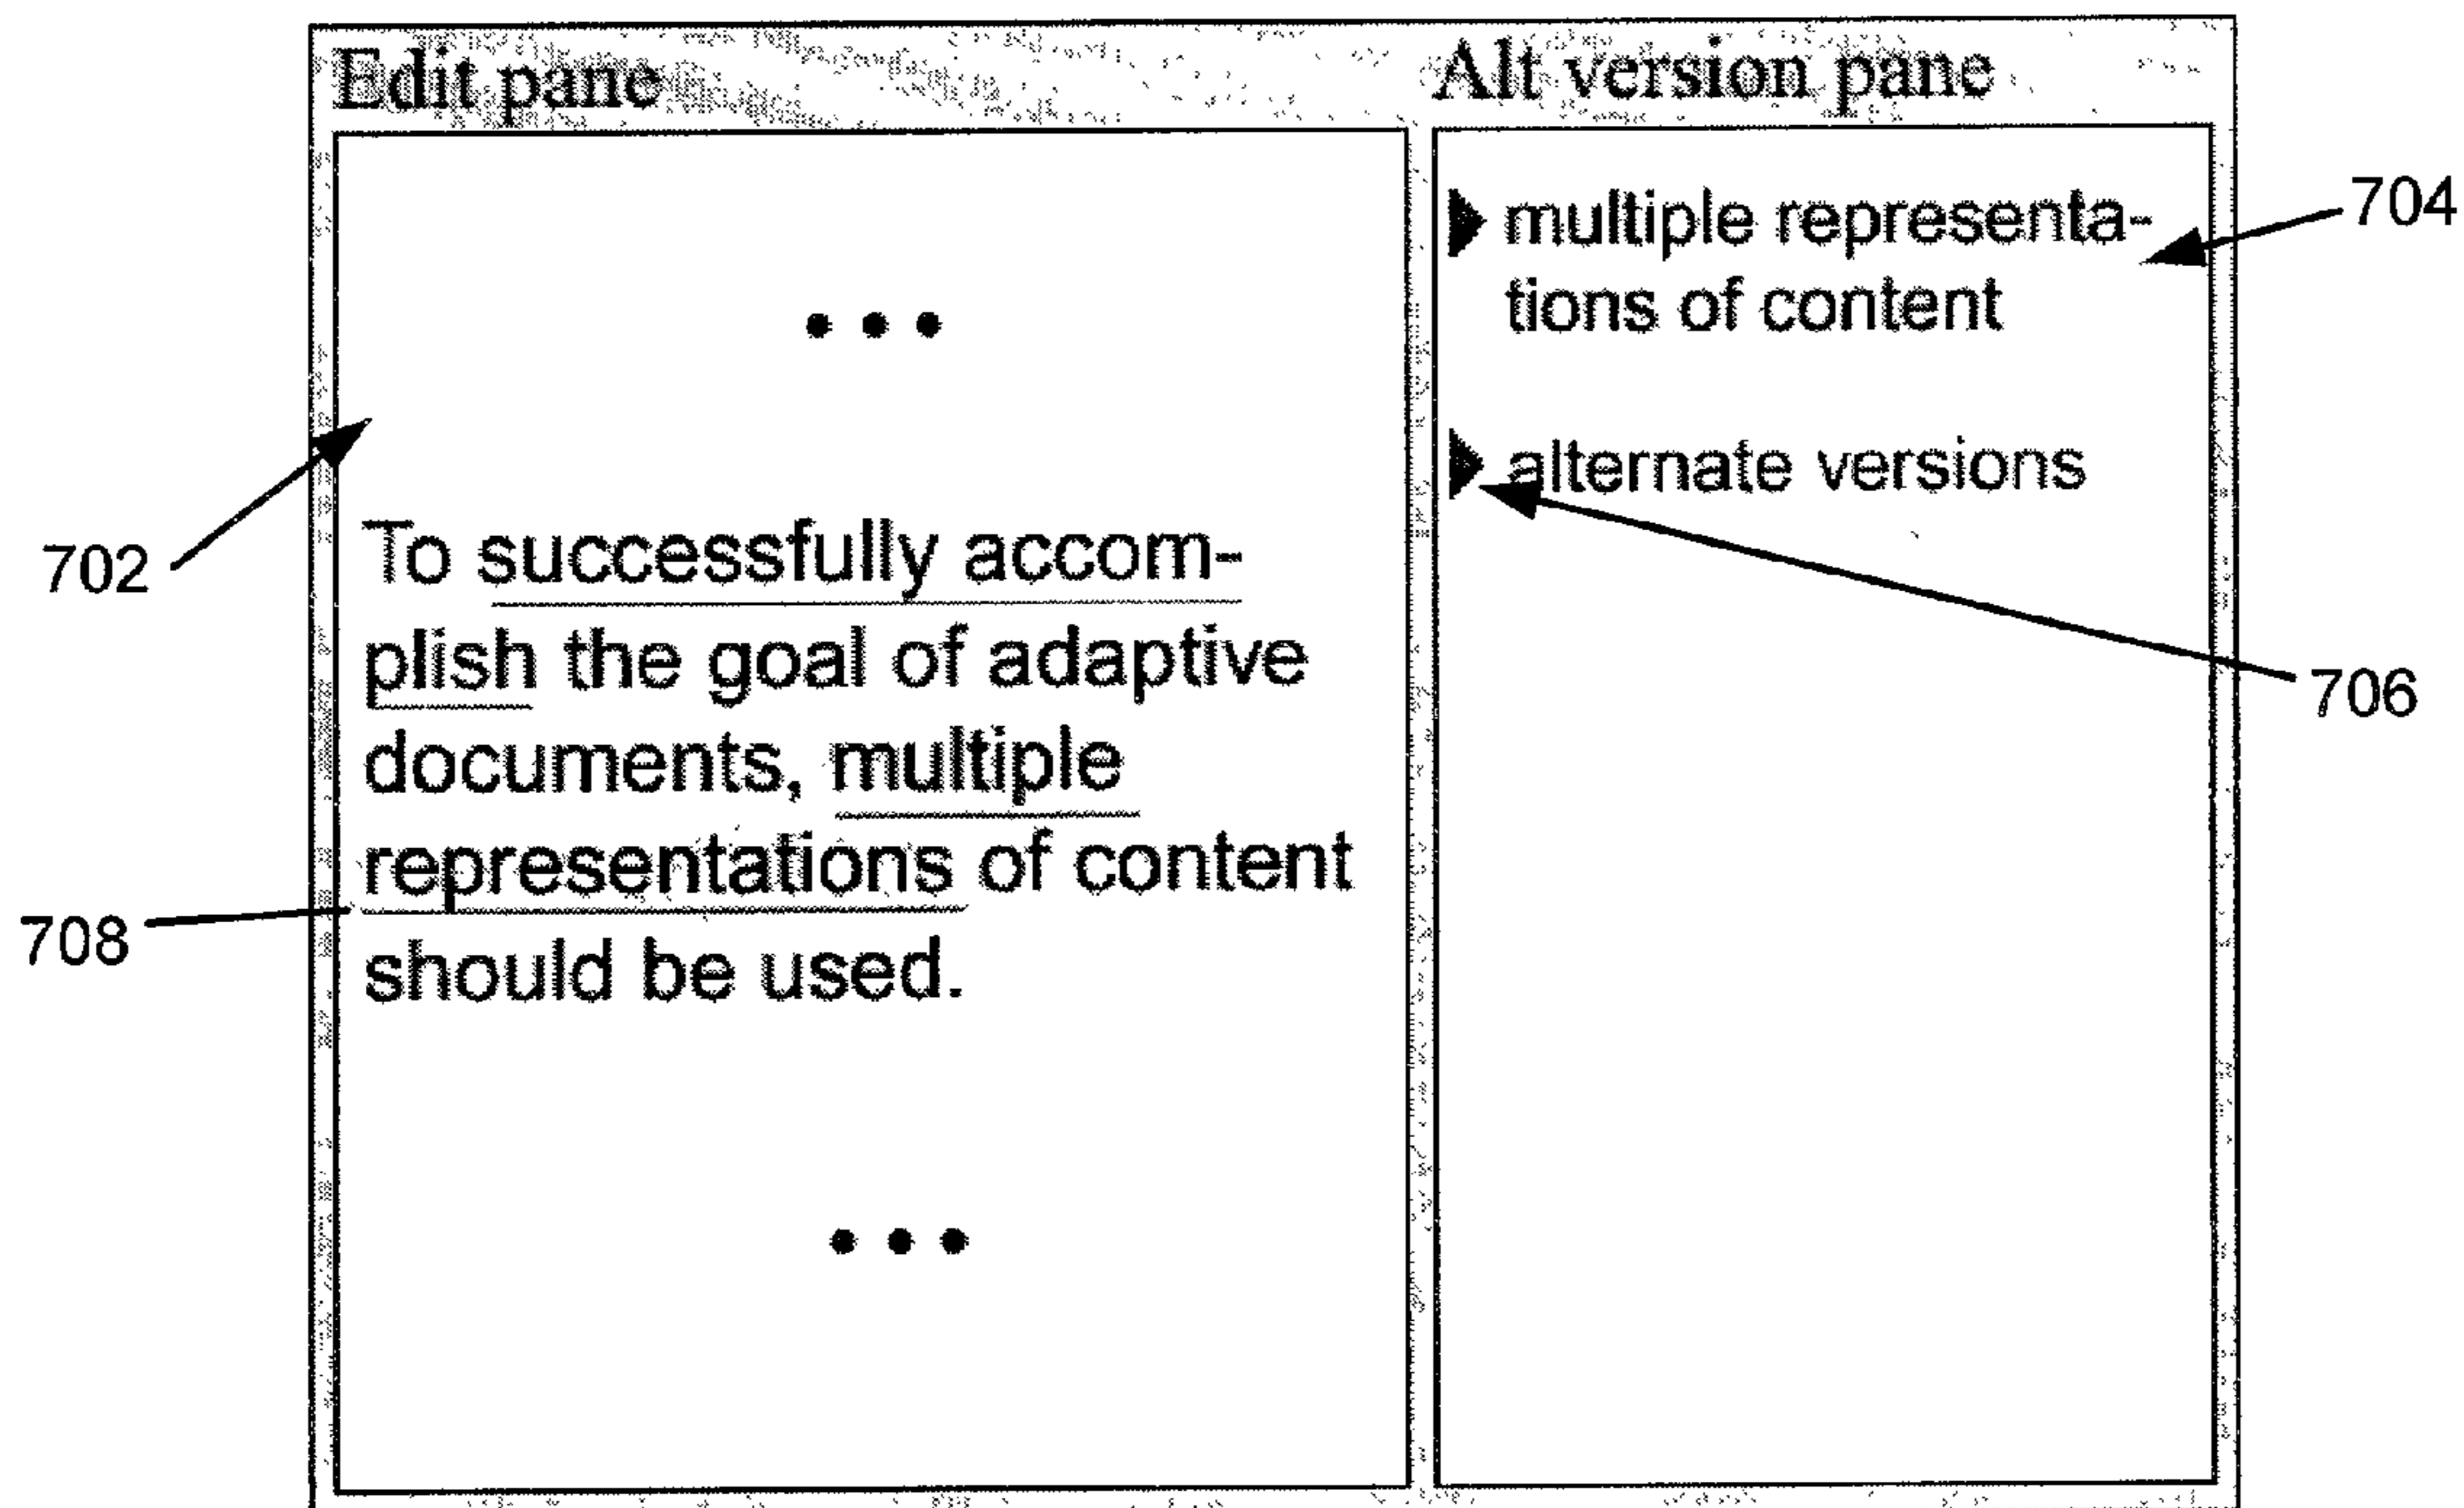 Edit pane
• • •
To successfully accom-
plish the goal of adaptive
documents, multiple
representations of content
should be used.
• • •
Alt version pane
multiple representa-
tions of content
alternate versions
702
704
706
708